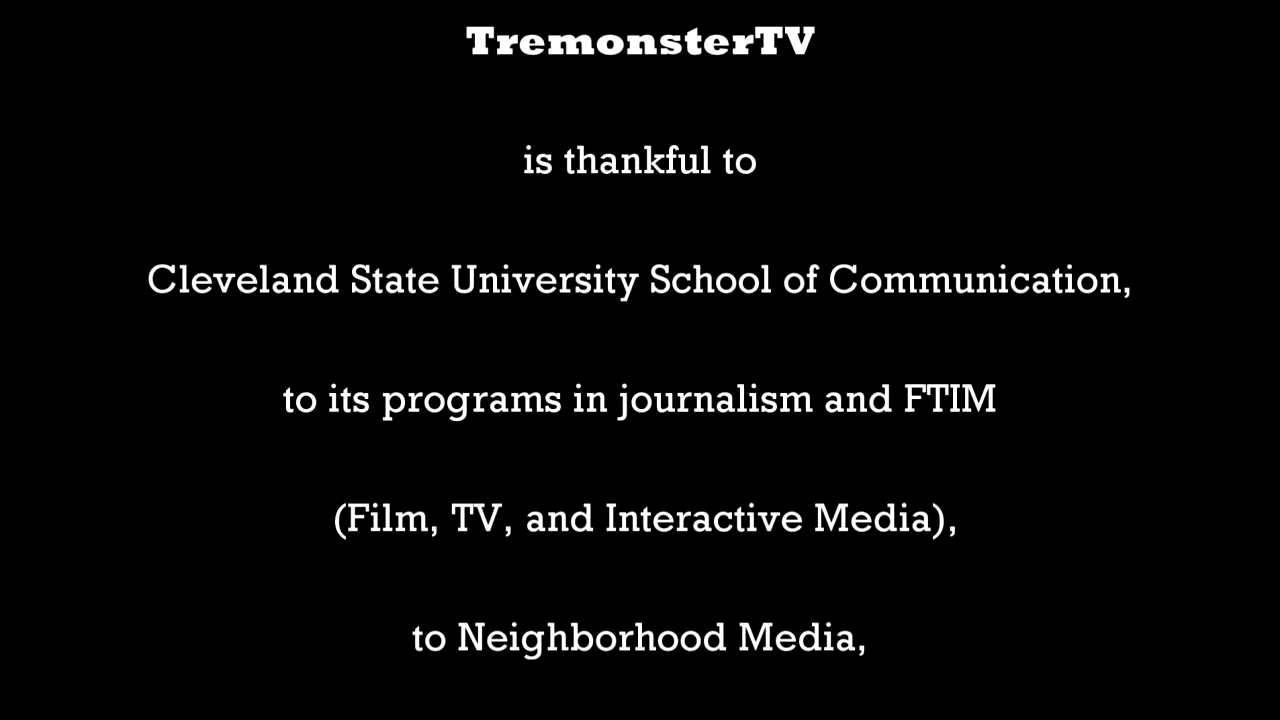 TremonsterTV
is thankful to
Cleveland State University School of Communication,
to its programs in journalism and FTIM
(Film, TV, and Interactive Media),
to Neighborhood Media,